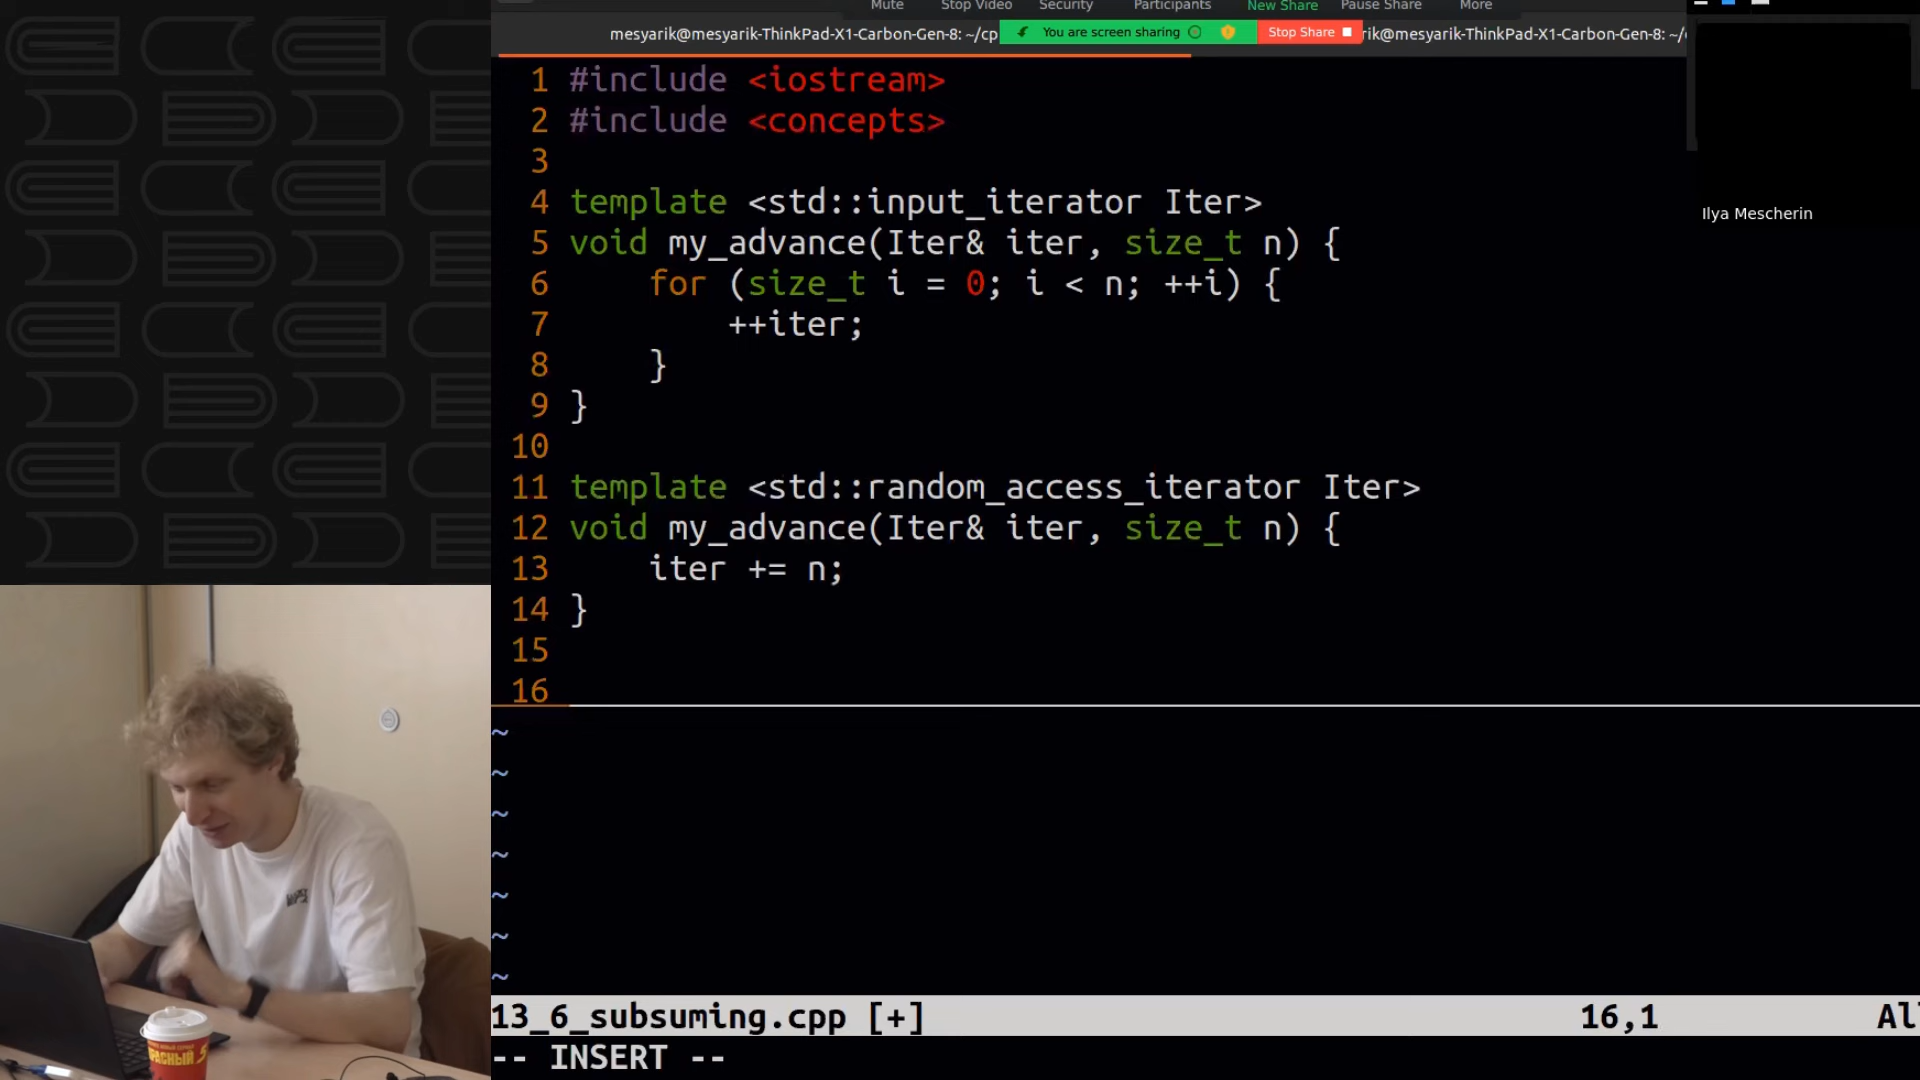 Mute Stop Video Security Participants New Share Pause Share More
mesyarik@mesyarik-ThinkPad-X1-Carbon-Gen-8: ~/cp
You are screen sharing
Stop Share
rik@mesyarik-ThinkPad-X1-Carbon-Gen-8: ~/
Ilya Mescherin
1 #include <iostream>
2 #include <concepts>
3
4 template <std::input_iterator Iter>
5 void my_advance(Iter& iter, size_t n) {
6     for (size_t i = 0; i < n; ++i) {
7         ++iter;
8     }
9 }
10
11 template <std::random_access_iterator Iter>
12 void my_advance(Iter& iter, size_t n) {
13     iter += n;
14 }
15
16
~
~
~
~
~
~
~
13_6_subsuming.cpp [+] 16,1 Al
-- INSERT --